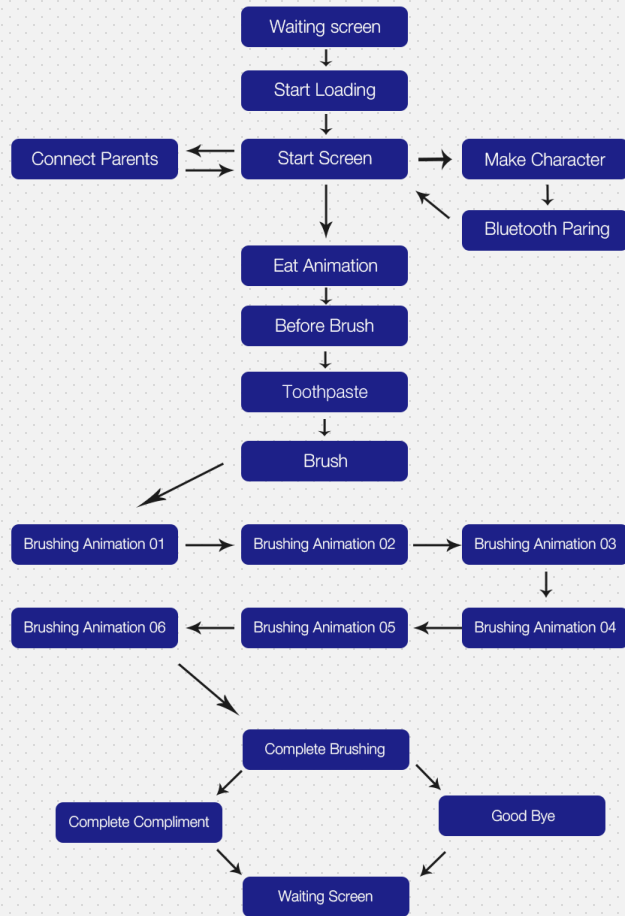 Waiting screen
Start Loading
Connect Parents
Start Screen
Make Character
Bluetooth Paring
Eat Animation
Before Brush
Toothpaste
Brush
Brushing Animation 01
Brushing Animation 02
Brushing Animation 03
Brushing Animation 06
Brushing Animation 05
Brushing Animation 04
Complete Brushing
Complete Compliment
Good Bye
Waiting Screen